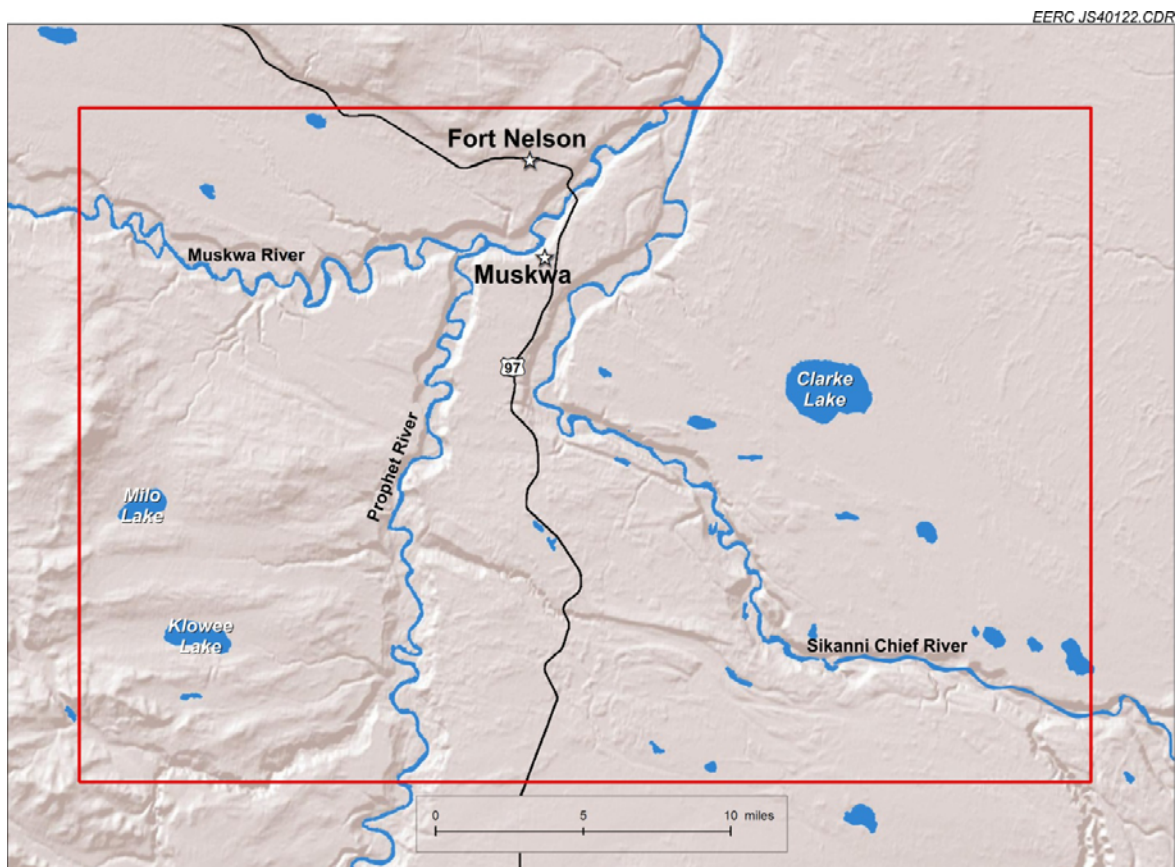 EERC JS40122.CDR
Fort Nelson
Muskwa River
Muskwa
97
Clarke
Lake
Prophet River
Milo
Lake
Klowee
Lake
Sikanni Chief River
0 5 10 miles